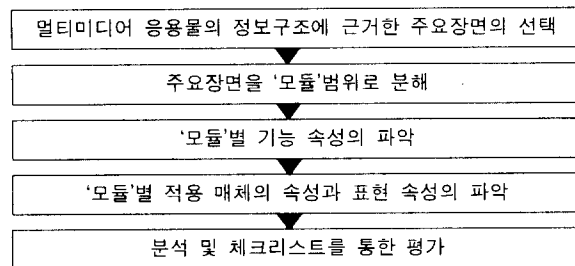 멀티미디어 응용물의 정보구조에 근거한 주요장면의 선택
주요장면을 '모듈'범위로 분해
'모듈'별 기능 속성의 파악
'모듈'별 적용 매체의 속성과 표현 속성의 파악
분석 및 체크리스트를 통한 평가